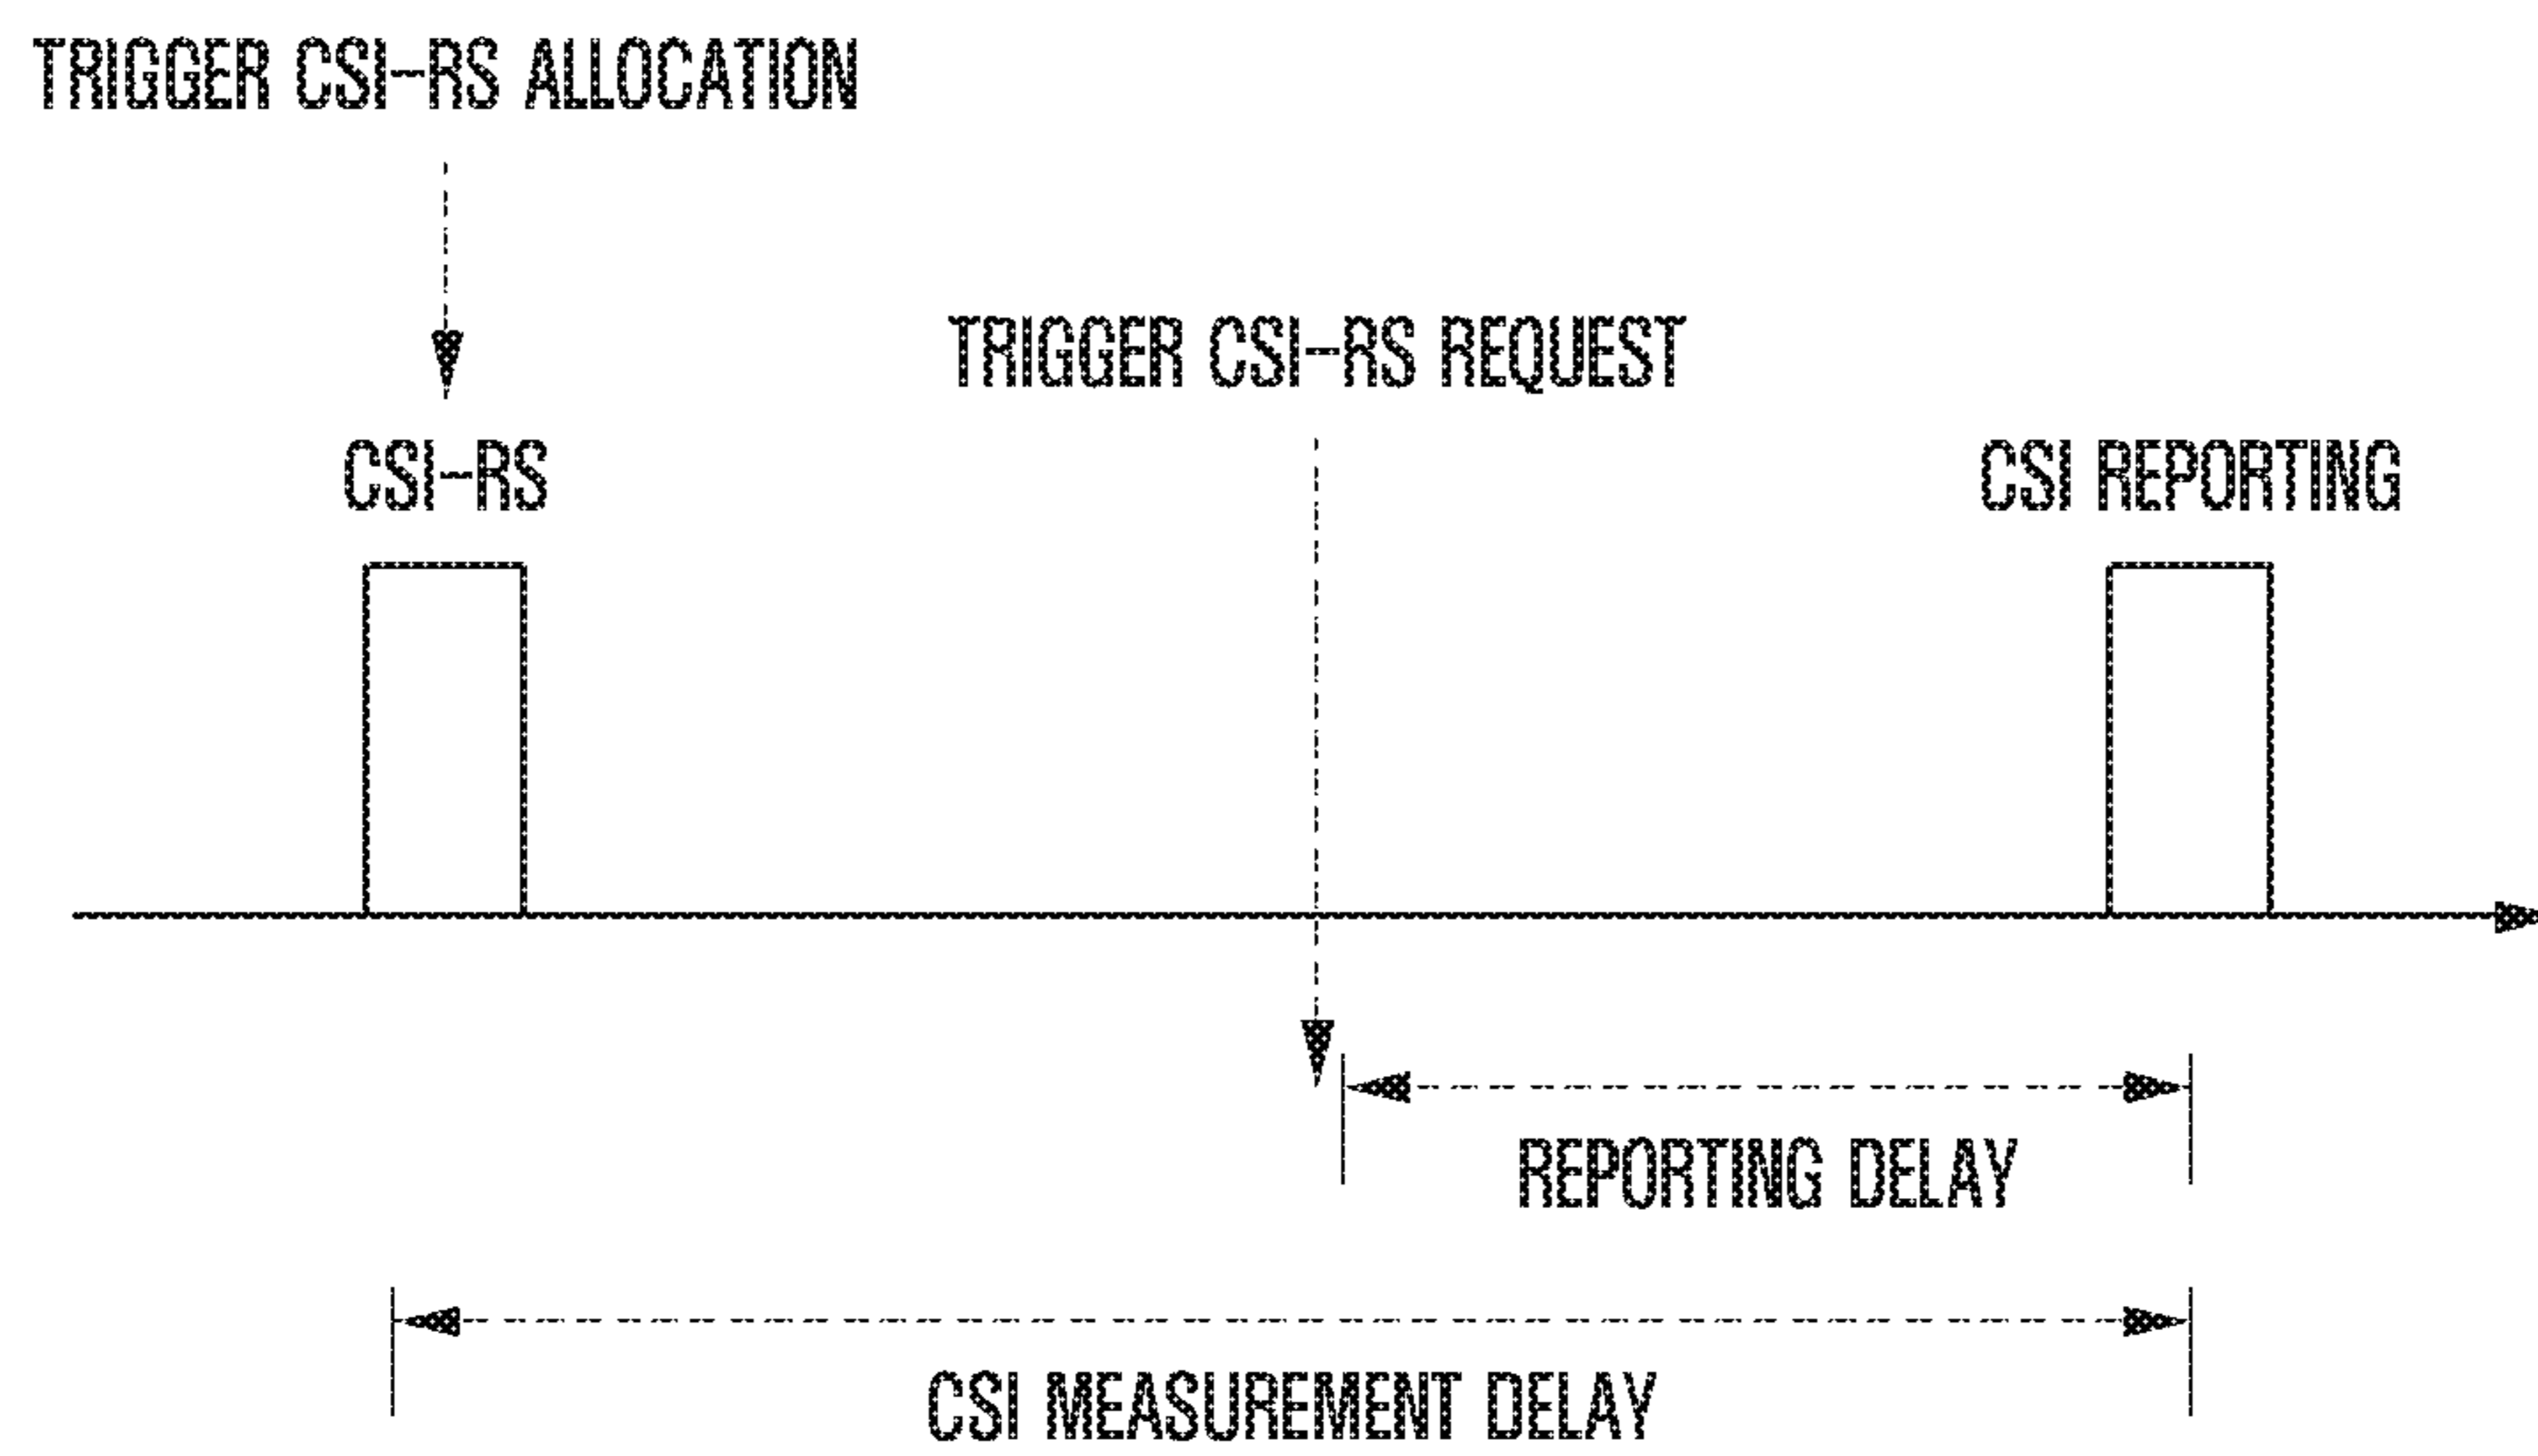 TRIGGER CSI-RS ALLOCATION
TRIGGER CSI-RS REQUEST
CSI-RS
CSI REPORTING
REPORTING DELAY
CSI MEASUREMENT DELAY